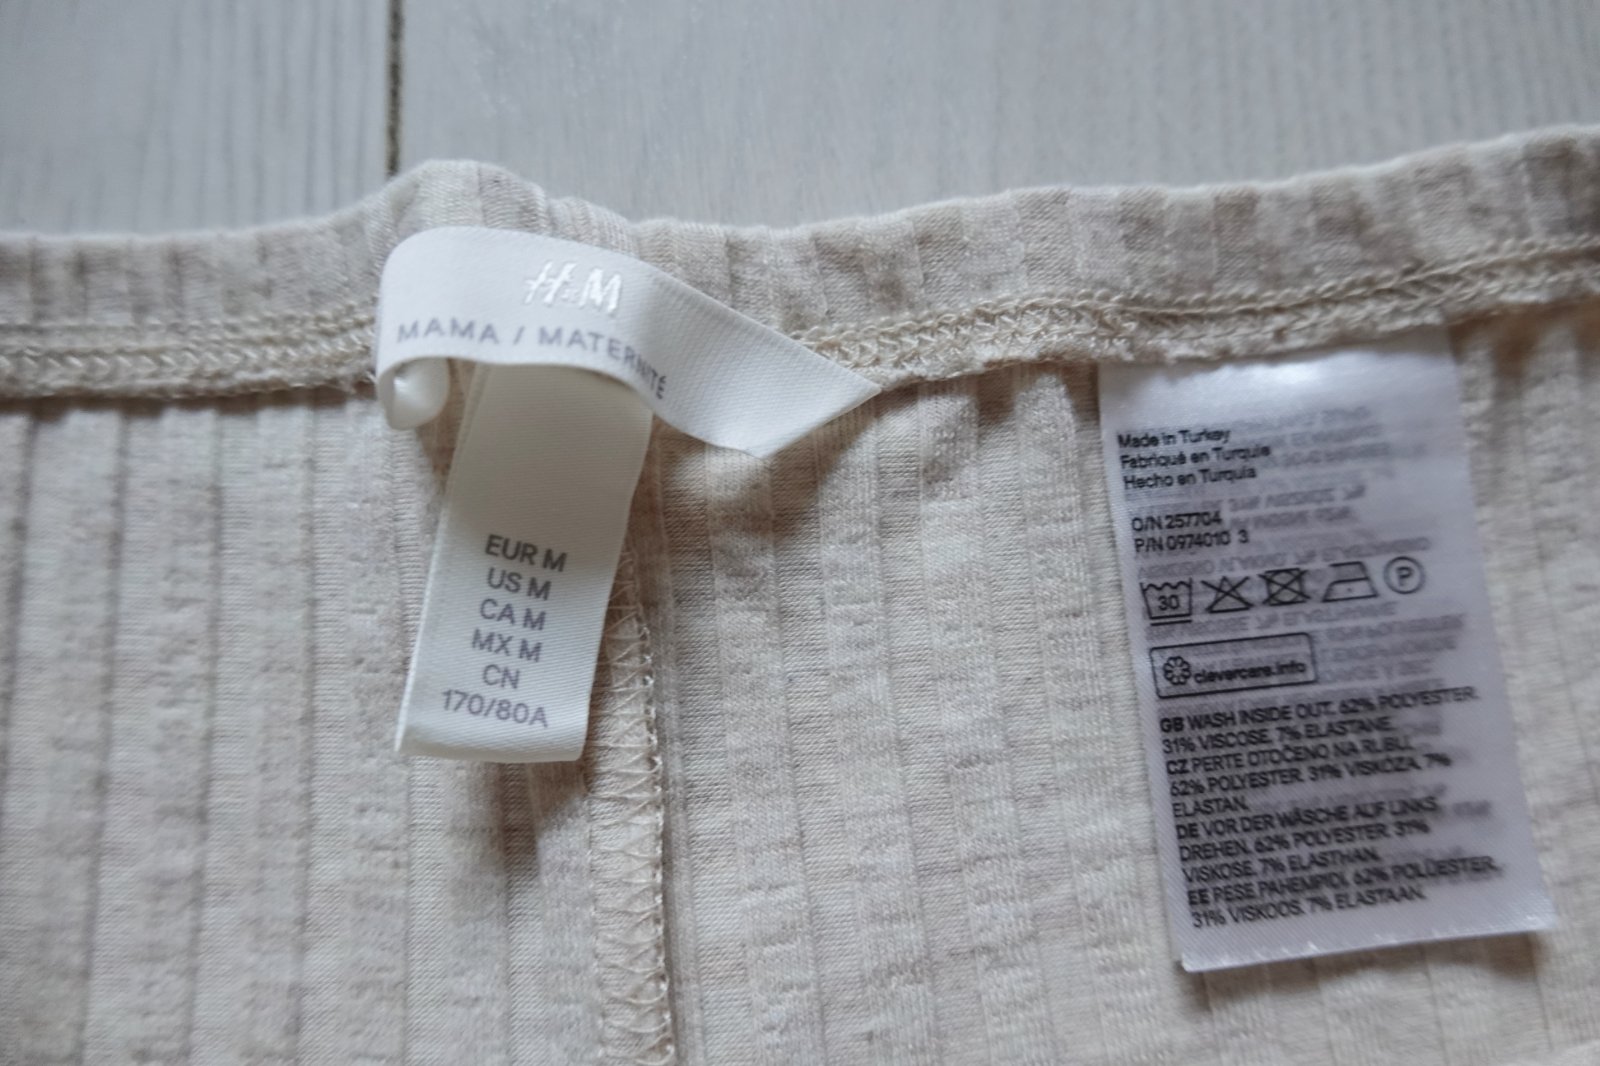 H&M
MAMA / MATERNITÉ
EUR M
US M
CA M
MX M
CN
170/80A
Made in Turkey
Fabriqué en Turquie
Hecho en Turquía
O/N 257704
P/N 0974010 3
30
P
clevercare.info
GB WASH INSIDE OUT. 62% POLYESTER.
31% VISCOSE. 7% ELASTANE.
CZ PERTE OTOČENO NA RUBU.
62% POLYESTER. 31% VISKÓZA. 7%
ELASTAN.
DE VOR DER WÄSCHE AUF LINKS
DREHEN. 62% POLYESTER. 31%
VISKOSE. 7% ELASTHAN.
EE PESE PAHEMPIDI. 62% POLÜESTER.
31% VISKOOS. 7% ELASTAAN.